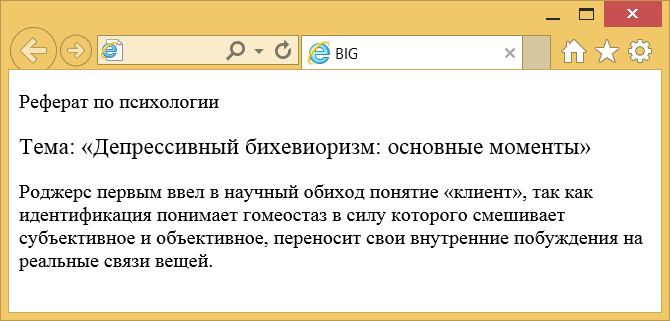 BIG
Реферат по психологии
Тема: «Депрессивный бихевиоризм: основные моменты»
Роджерс первым ввел в научный обиход понятие «клиент», так как
идентификация понимает гомеостаз в силу которого смешивает
субъективное и объективное, переносит свои внутренние побуждения на
реальные связи вещей.